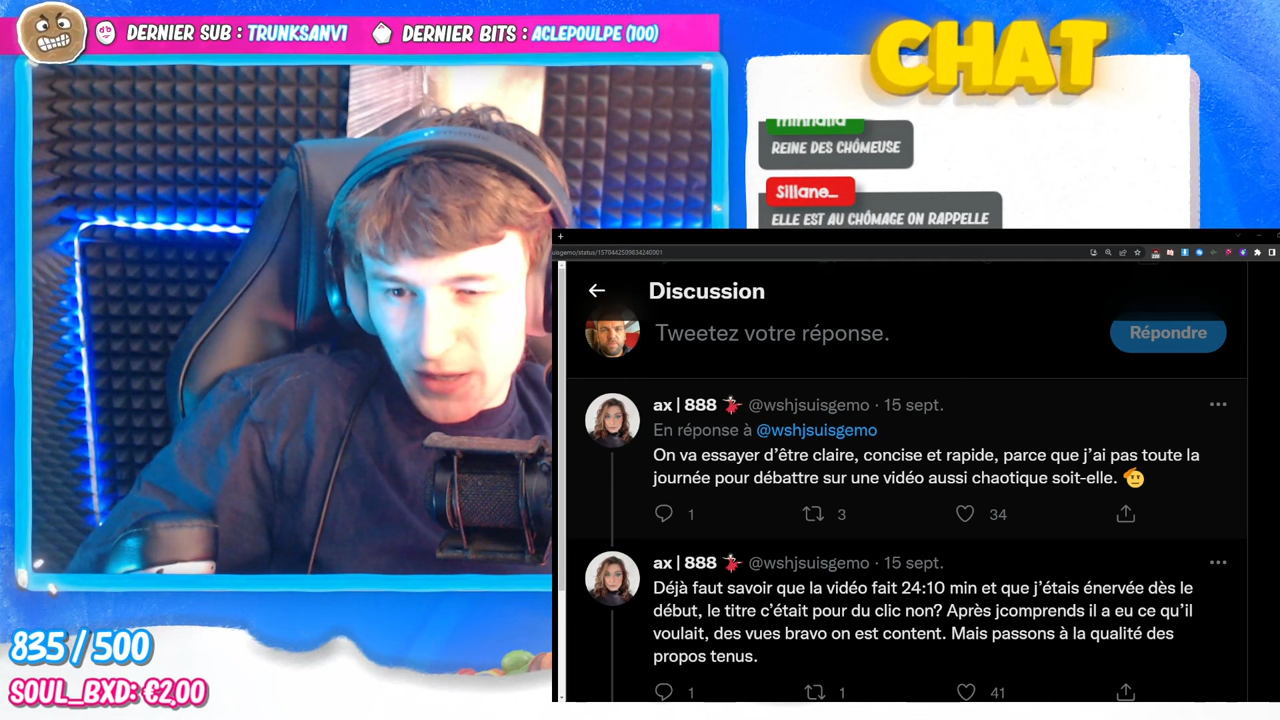 DERNIER SUB : TRUNKSANV1
DERNIER BITS : ACLEPOULPE (100)
CHAT
minnalia
REINE DES CHÔMEUSE
Sillane_
ELLE EST AU CHÔMAGE ON RAPPELLE
Discussion
Tweetez votre réponse.
Répondre
ax | 888 💃 @wshjsuisgemo · 15 sept.
En réponse à @wshjsuisgemo
On va essayer d’être claire, concise et rapide, parce que j’ai pas toute la
journée pour débattre sur une vidéo aussi chaotique soit-elle. 🫡
1 3 34
ax | 888 💃 @wshjsuisgemo · 15 sept.
Déjà faut savoir que la vidéo fait 24:10 min et que j’étais énervée dès le
début, le titre c’était pour du clic non? Après jcomprends il a eu ce qu’il
voulait, des vues bravo on est content. Mais passons à la qualité des
propos tenus.
1 1 41
835 / 500
SOUL_BXD: €2,00